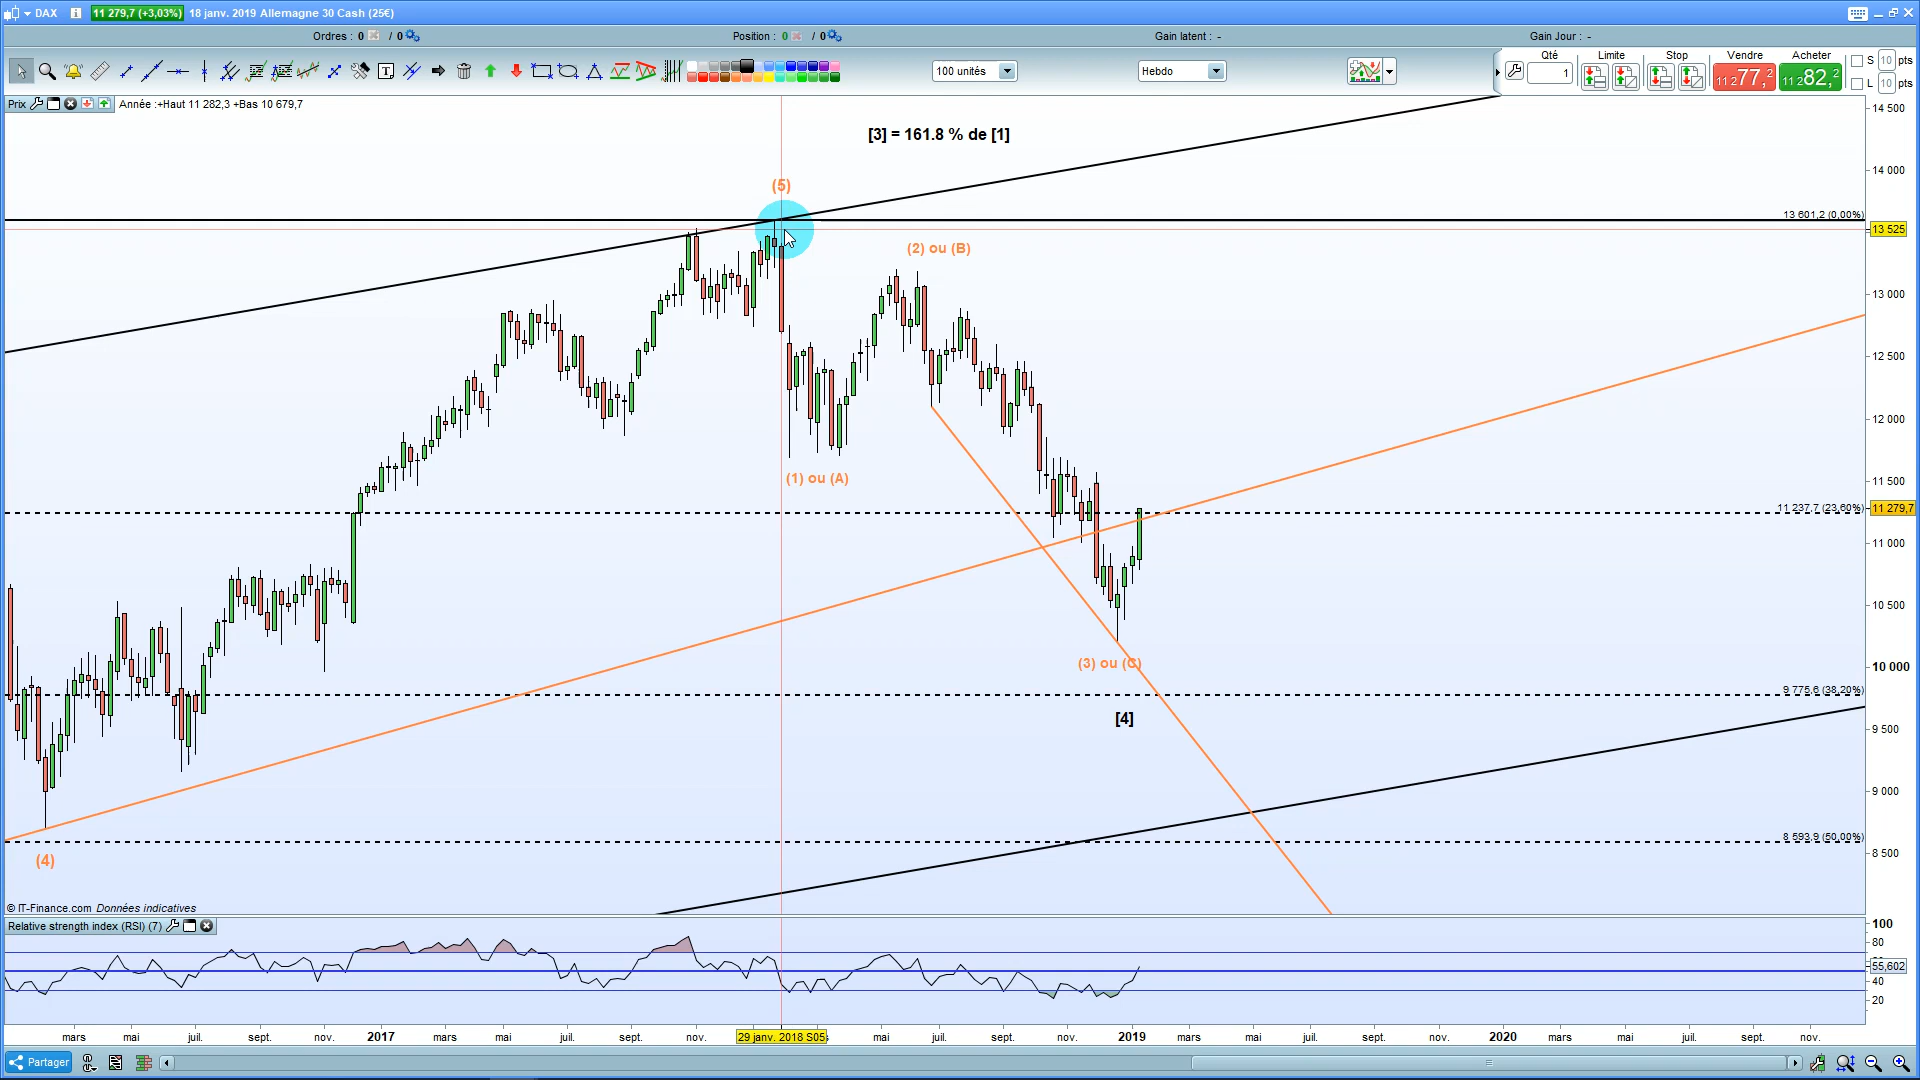 DAX 11 279,7 (+3,03%) 18 janv. 2019 Allemagne 30 Cash (25€)
Ordres : 0 / 0 Position : 0 / 0 Gain latent : - Gain Jour : -
100 unités Hebdo
Qté Limite Stop Vendre Acheter
1 11 277,2 11 282,2
S 10 pts
L 10 pts
Prix Année :+Haut 11 282,3 +Bas 10 679,7
[3] = 161.8 % de [1]
(5)
(2) ou (B)
(1) ou (A)
(3) ou (C)
[4]
(4)
13 601,2 (0,00%)
11 237,7 (23,60%)
9 775,6 (38,20%)
8 593,9 (50,00%)
14 500
14 000
13 525
13 000
12 500
12 000
11 500
11 279,7
11 000
10 500
10 000
9 500
9 000
8 500
© IT-Finance.com Données indicatives
Relative strength index (RSI) (7)
100
80
55,602
40
20
mars mai juil. sept. 2017 mars mai juil. sept. nov. 29 janv. 2018 S05 mai juil. sept. nov. 2019 mars mai juil. sept. nov. 2020 mars mai juil. sept. nov.
Partager